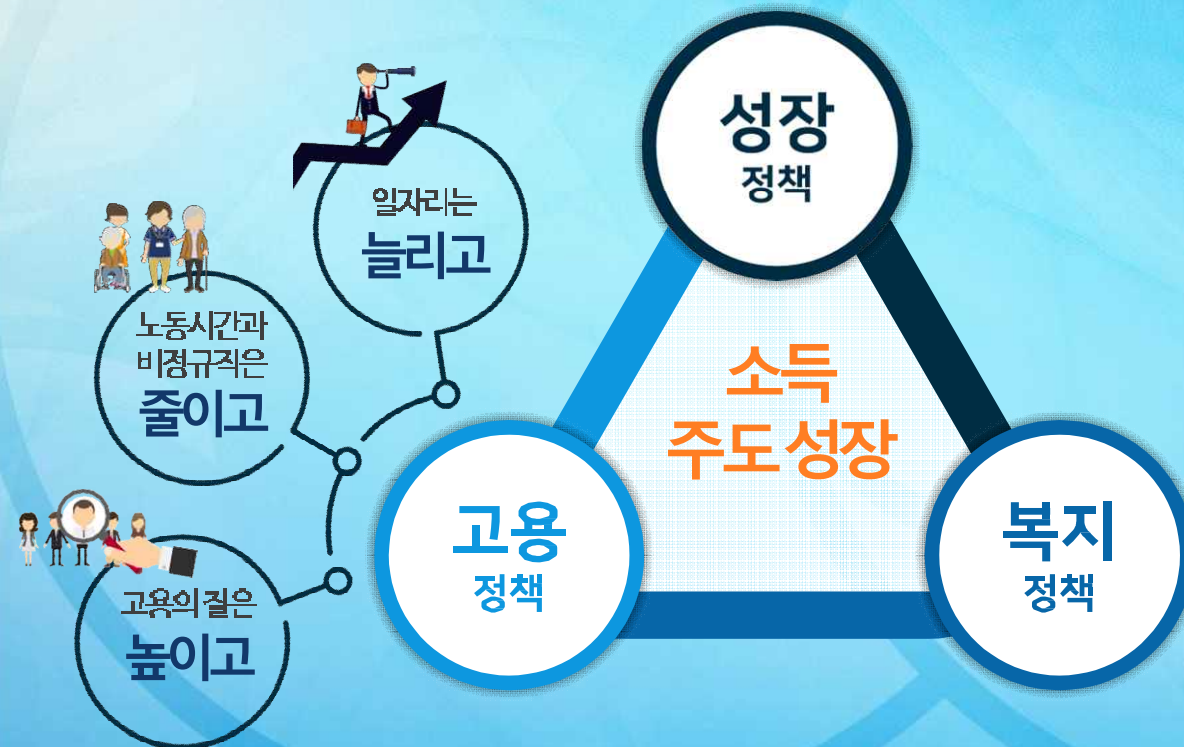 성장
정책
일자리는
늘리고
노동시간과
비정규직은
줄이고
소득
주도 성장
고용
정책
복지
정책
고용의 질은
높이고